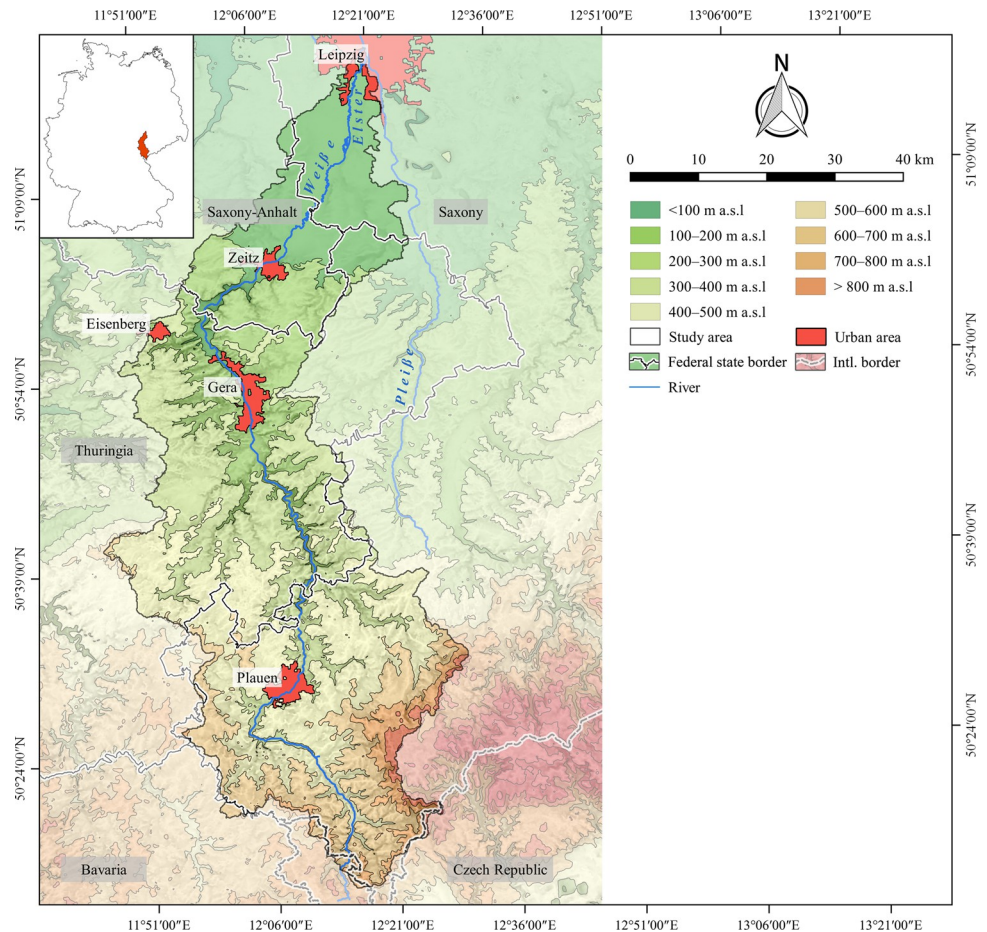 11°51′00″E 12°06′00″E 12°21′00″E 12°36′00″E 12°51′00″E 13°06′00″E 13°21′00″E
Leipzig
Weiße Elster
Saxony-Anhalt
Saxony
Zeitz
Eisenberg
Gera
Pleiße
Thuringia
Plauen
Bavaria
Czech Republic
51°09′00″N
50°54′00″N
50°39′00″N
50°24′00″N
N
0 10 20 30 40 km
<100 m a.s.l
100–200 m a.s.l
200–300 m a.s.l
300–400 m a.s.l
400–500 m a.s.l
500–600 m a.s.l
600–700 m a.s.l
700–800 m a.s.l
> 800 m a.s.l
Study area
Urban area
Federal state border
Intl. border
River
51°09′00″N
50°54′00″N
50°39′00″N
50°24′00″N
11°51′00″E 12°06′00″E 12°21′00″E 12°36′00″E 12°51′00″E 13°06′00″E 13°21′00″E